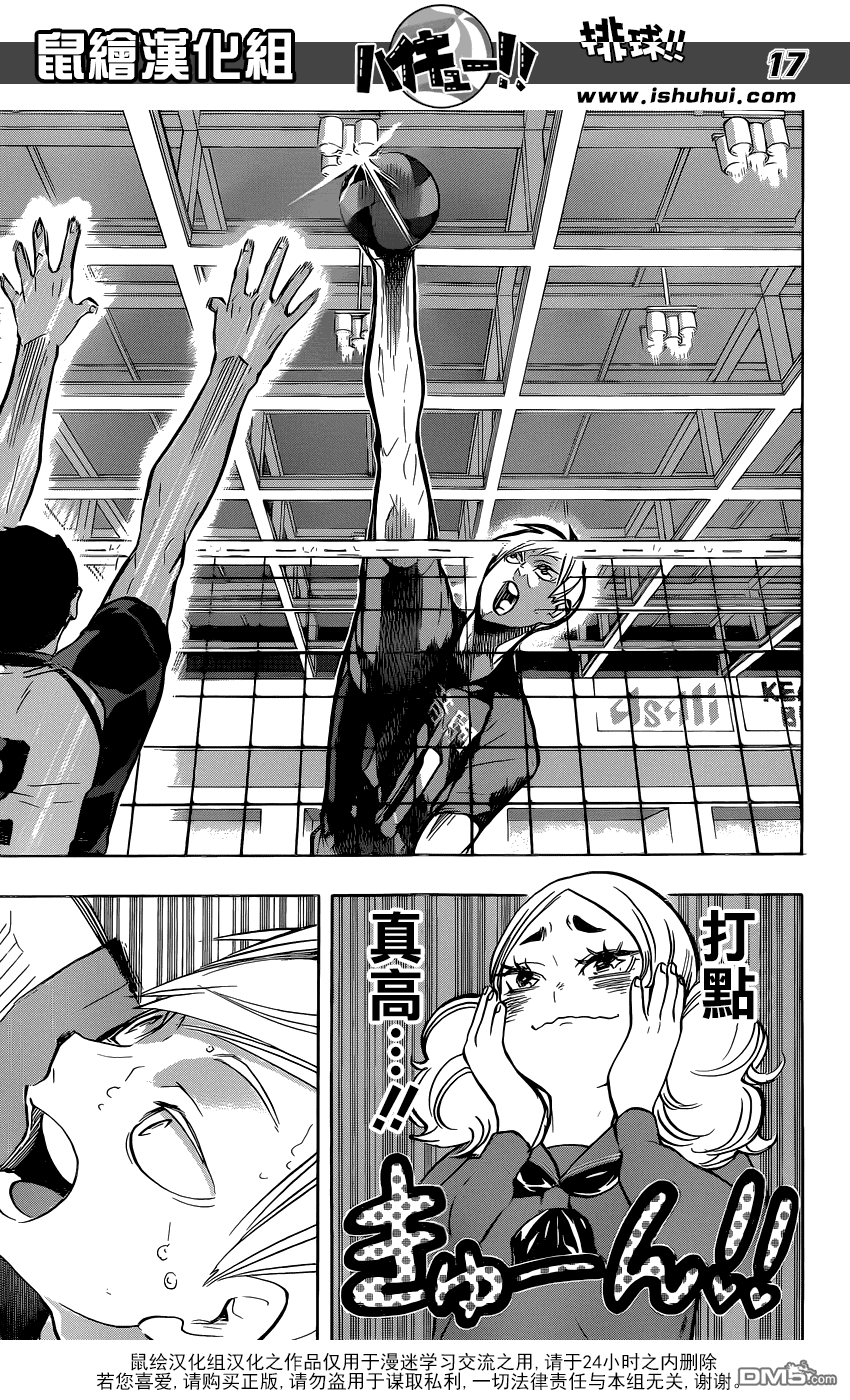 鼠繪漢化組
ハイキュー!!
排球!!
17
www.ishuhui.com
Asahi
KE
B
打點
真高…!!
きゅーん!!
鼠绘汉化组汉化之作品仅用于漫迷学习交流之用, 请于24小时之内删除
若您喜爱, 请购买正版, 请勿盗用于谋取私利, 一切法律责任与本组无关, 谢谢。
DM5.com